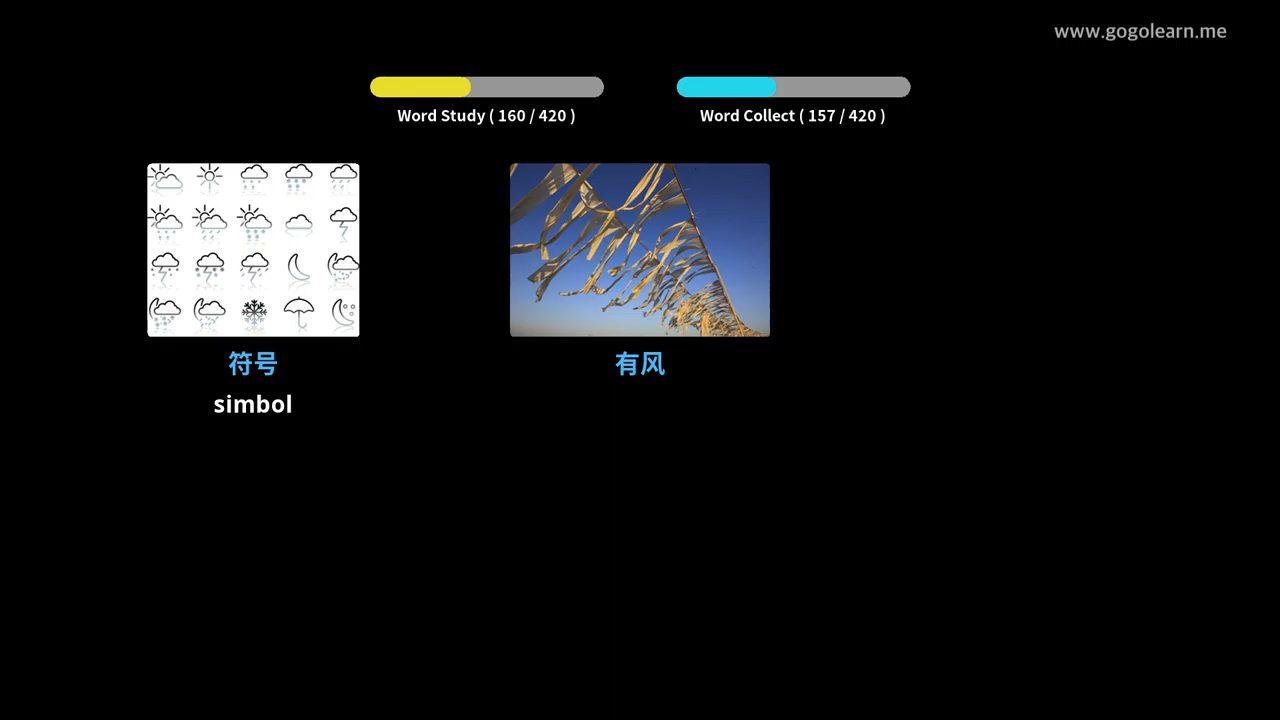 www.gogolearn.me
Word Study ( 160 / 420 )
Word Collect ( 157 / 420 )
符号
simbol
有风